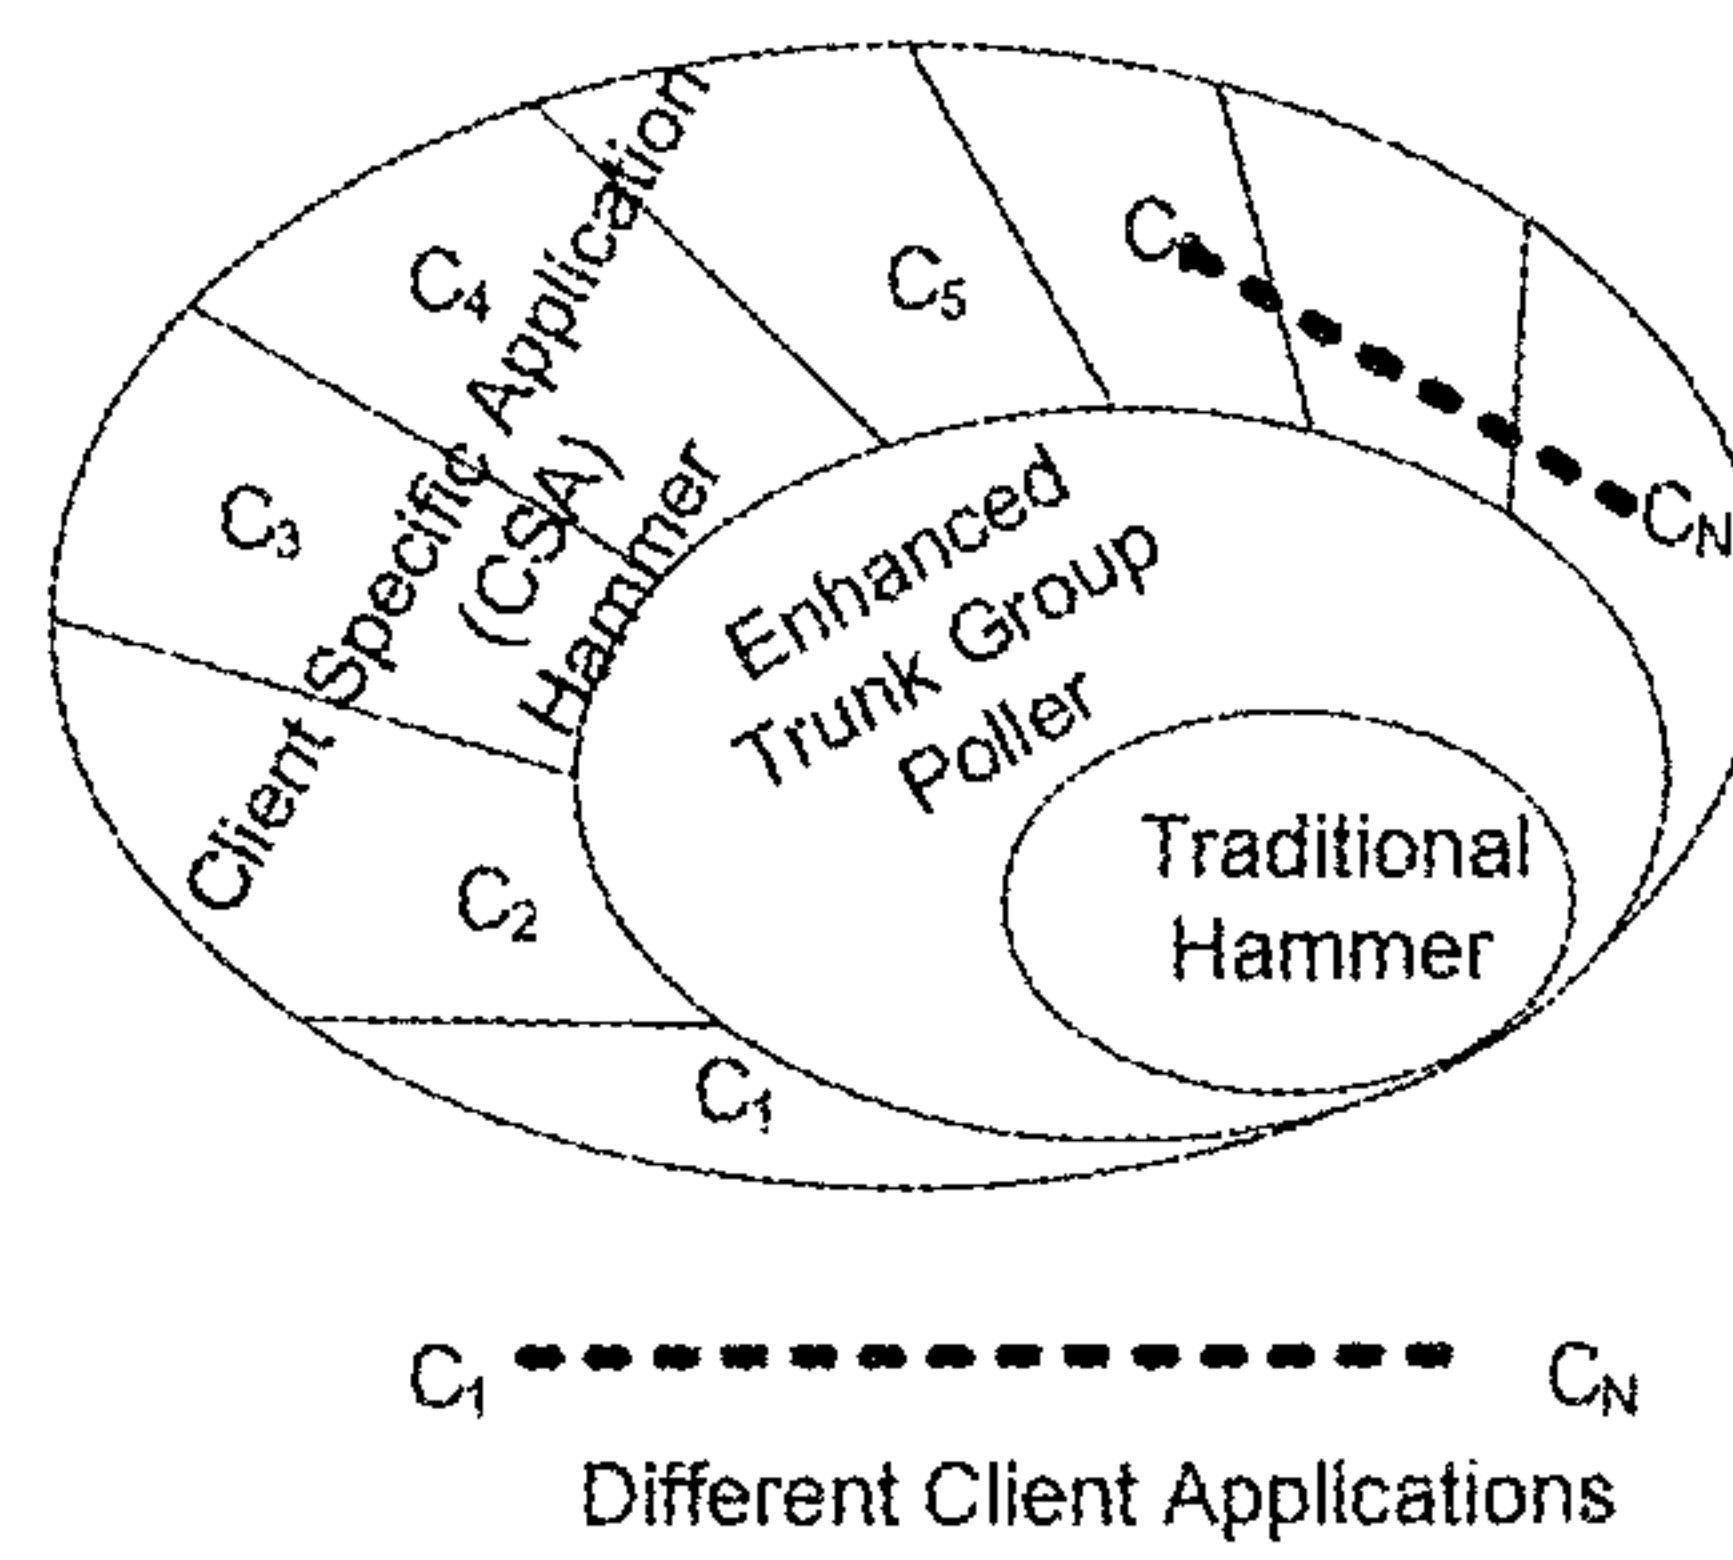 Client Specific Application
(CSA)
Hammer
C4
C5
C3
CN
Enhanced
Trunk Group
Poller
Traditional
Hammer
C2
C1
C1 CN
Different Client Applications